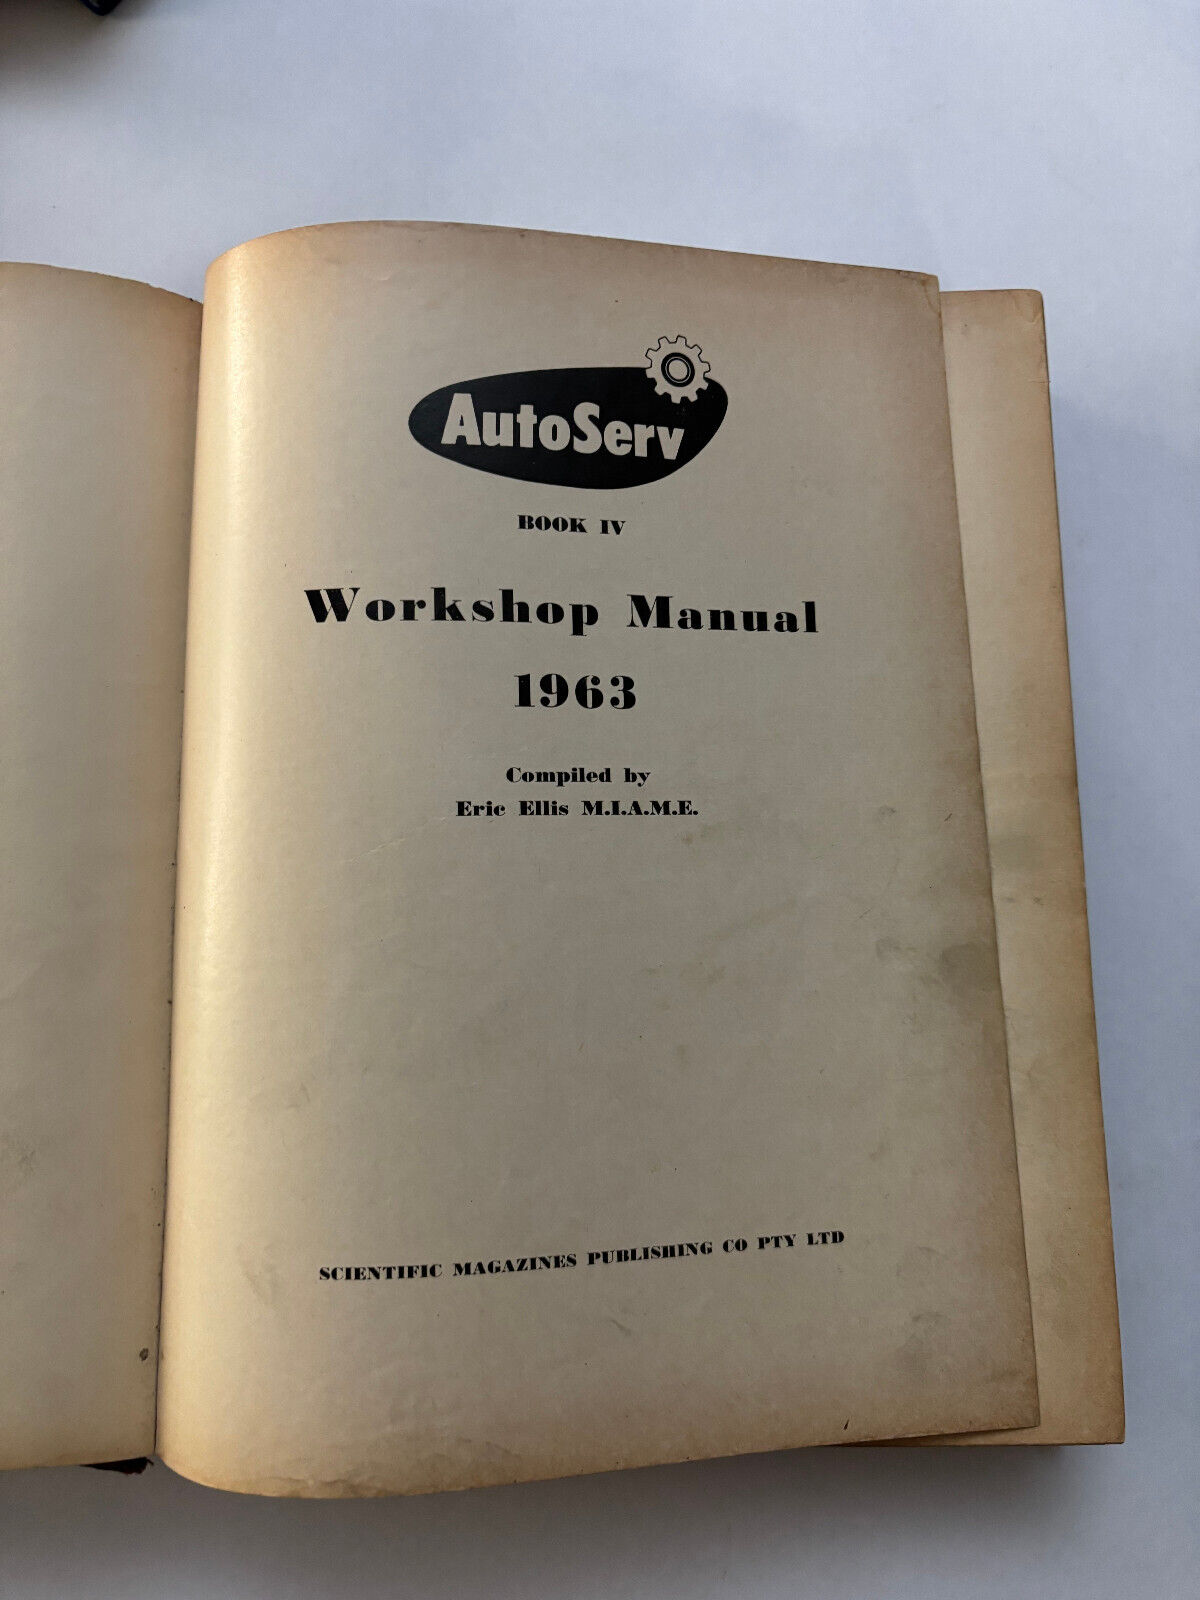 AutoServ
BOOK IV
Workshop Manual
1963
Compiled by
Eric Ellis M.I.A.M.E.
SCIENTIFIC MAGAZINES PUBLISHING CO PTY LTD